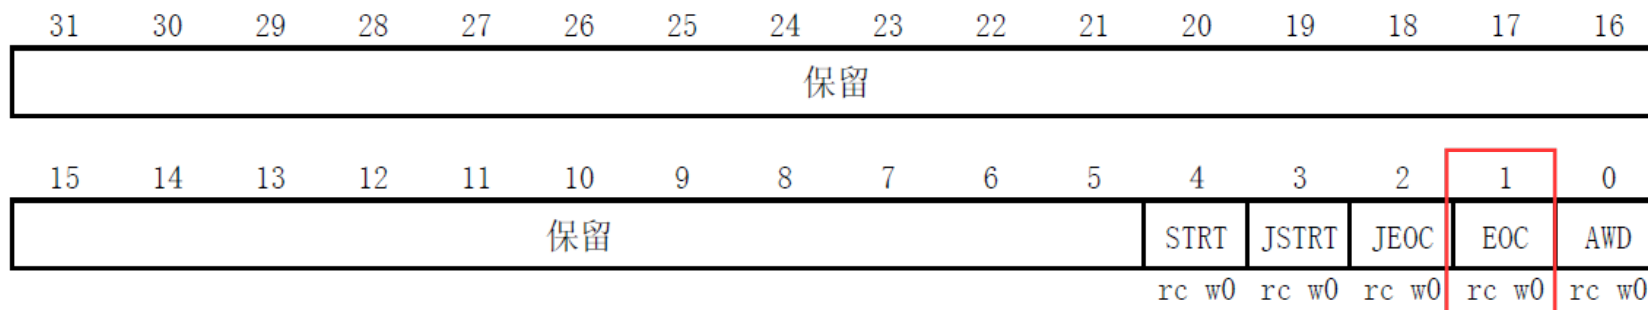 31 30 29 28 27 26 25 24 23 22 21 20 19 18 17 16
保留
15 14 13 12 11 10 9 8 7 6 5 4 3 2 1 0
保留 STRT JSTRT JEOC EOC AWD
rc w0 rc w0 rc w0 rc w0 rc w0